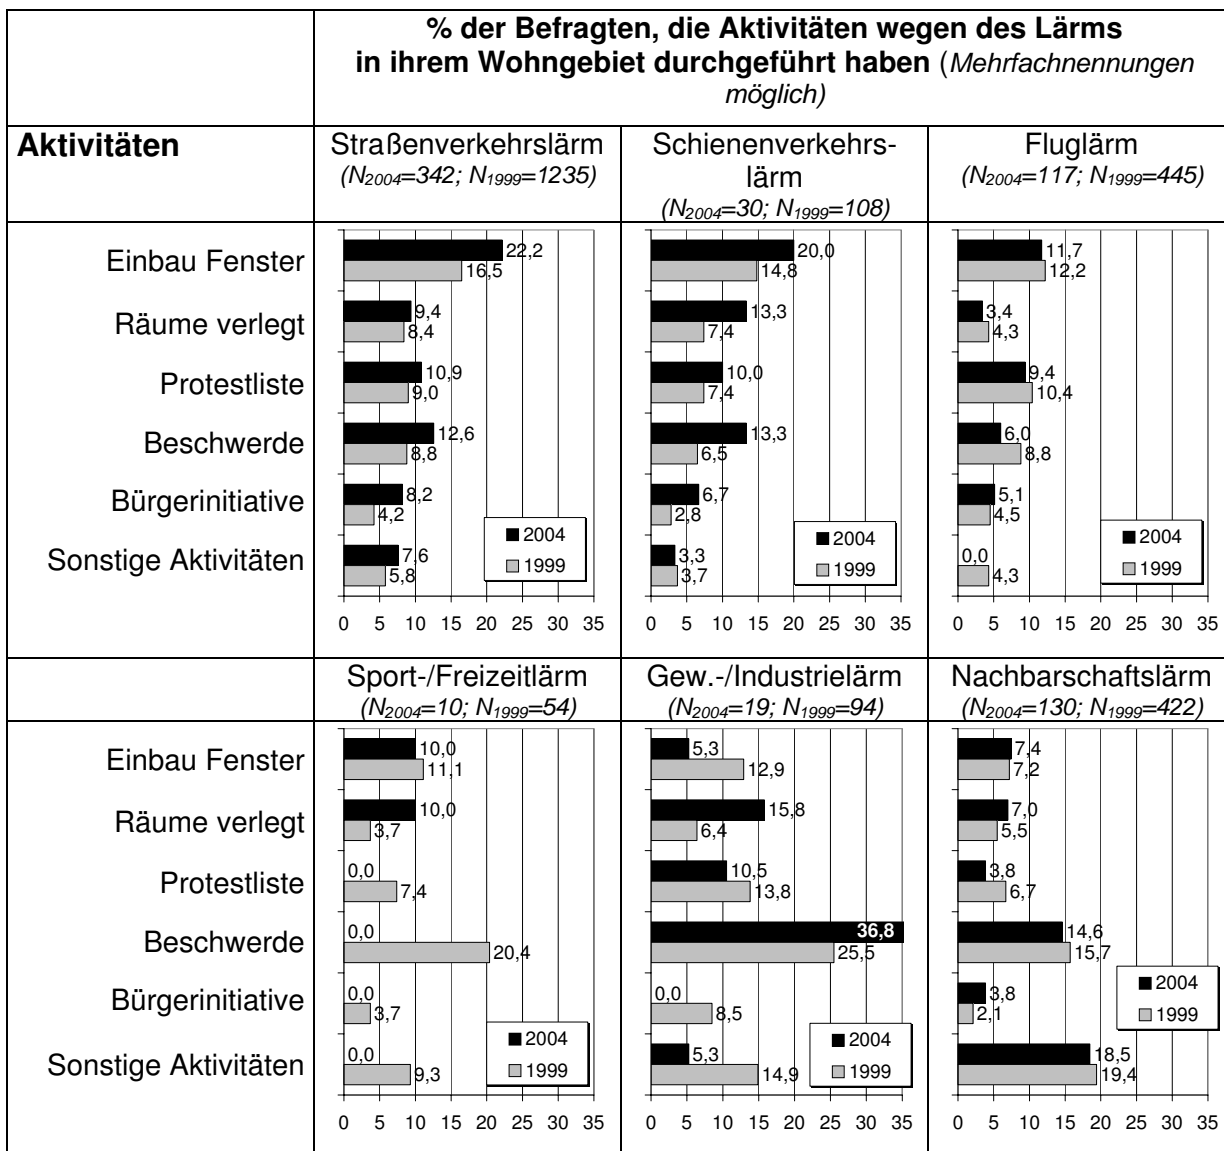 % der Befragten, die Aktivitäten wegen des Lärms
in ihrem Wohngebiet durchgeführt haben (Mehrfachnennungen
möglich)
Aktivitäten
Straßenverkehrslärm
(N2004=342; N1999=1235)
Schienenverkehrs-
lärm
(N2004=30; N1999=108)
Fluglärm
(N2004=117; N1999=445)
Einbau Fenster
Räume verlegt
Protestliste
Beschwerde
Bürgerinitiative
Sonstige Aktivitäten
22,2
16,5
9,4
8,4
10,9
9,0
12,6
8,8
8,2
4,2
7,6
5,8
2004
1999
0 5 10 15 20 25 30 35
20,0
14,8
13,3
7,4
10,0
7,4
13,3
6,5
6,7
2,8
3,3
3,7
2004
1999
0 5 10 15 20 25 30 35
11,7
12,2
3,4
4,3
9,4
10,4
6,0
8,8
5,1
4,5
0,0
4,3
2004
1999
0 5 10 15 20 25 30 35
Sport-/Freizeitlärm
(N2004=10; N1999=54)
Gew.-/Industrielärm
(N2004=19; N1999=94)
Nachbarschaftslärm
(N2004=130; N1999=422)
Einbau Fenster
Räume verlegt
Protestliste
Beschwerde
Bürgerinitiative
Sonstige Aktivitäten
10,0
11,1
10,0
3,7
0,0
7,4
0,0
20,4
0,0
3,7
0,0
9,3
2004
1999
0 5 10 15 20 25 30 35
5,3
12,9
15,8
6,4
10,5
13,8
36,8
25,5
0,0
8,5
5,3
14,9
2004
1999
0 5 10 15 20 25 30 35
7,4
7,2
7,0
5,5
3,8
6,7
14,6
15,7
3,8
2,1
18,5
19,4
2004
1999
0 5 10 15 20 25 30 35